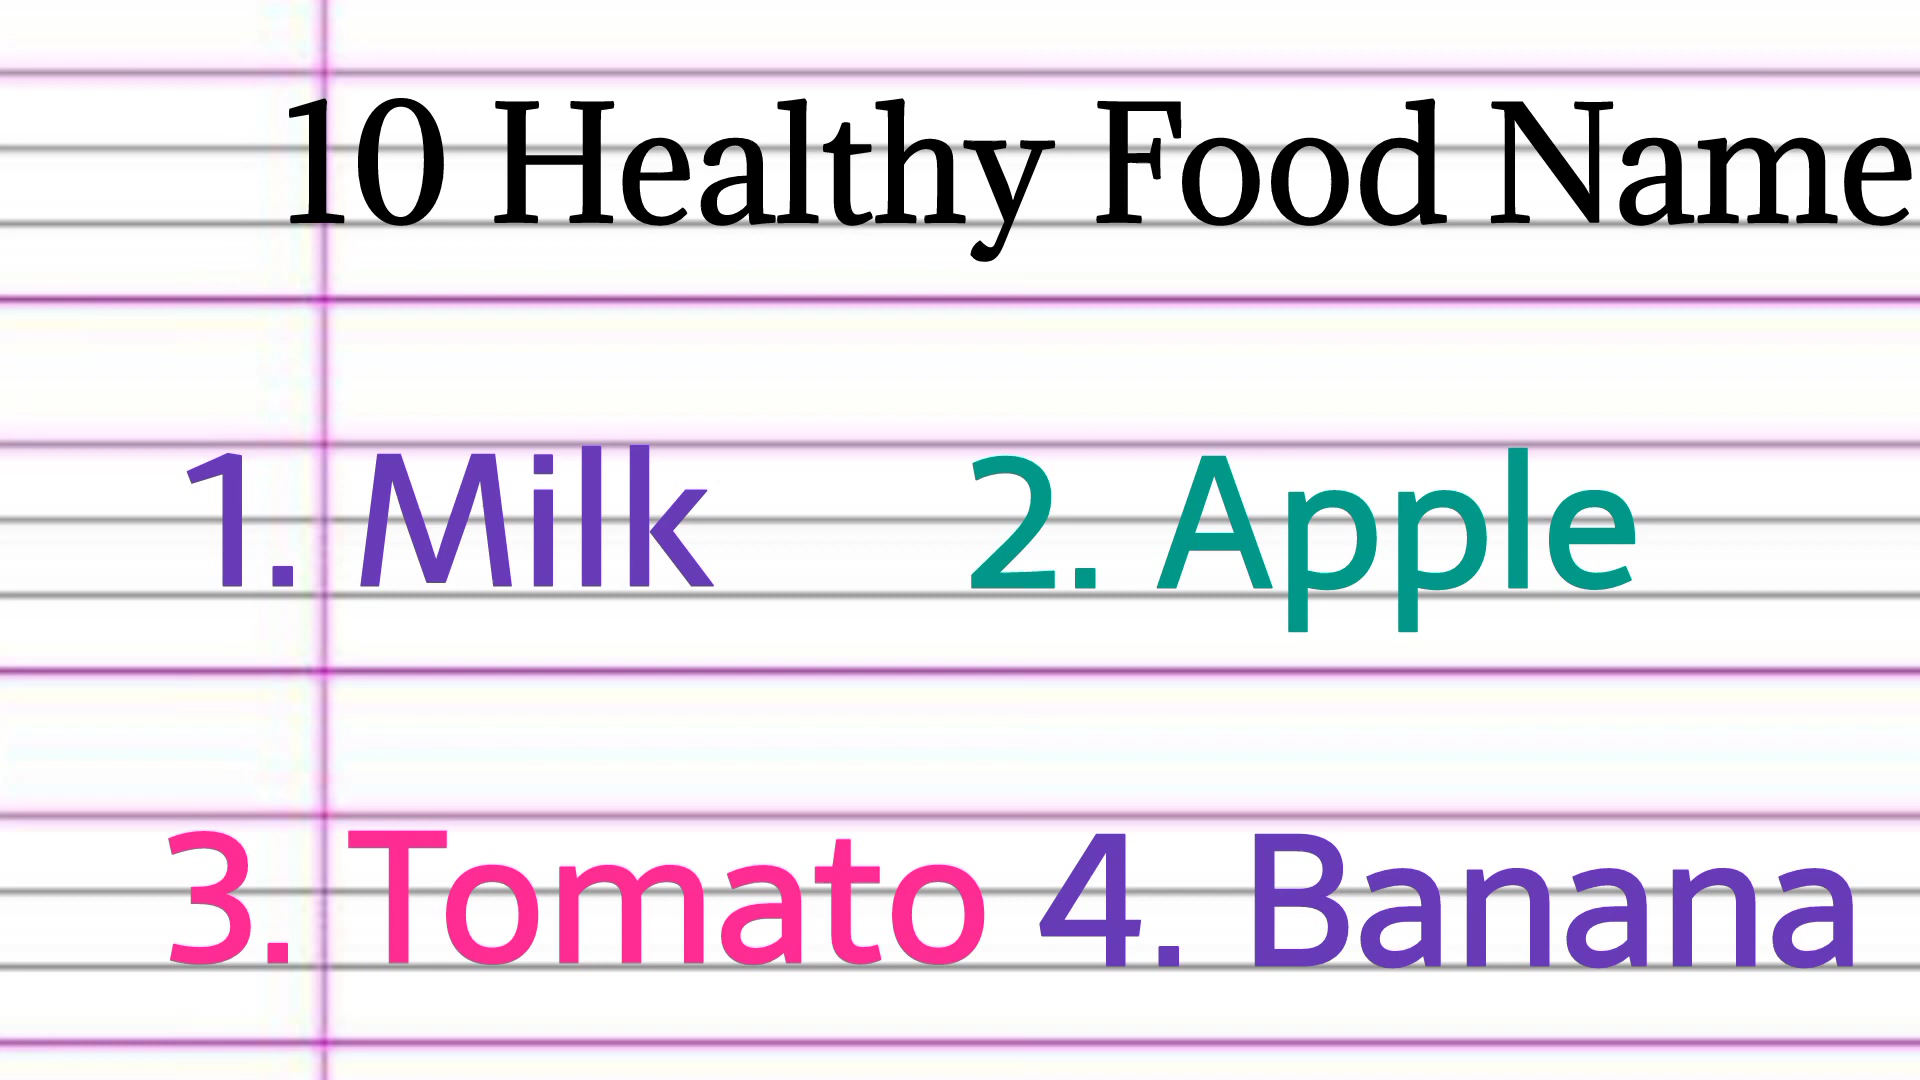 10 Healthy Food Name
1. Milk 2. Apple
3. Tomato 4. Banana